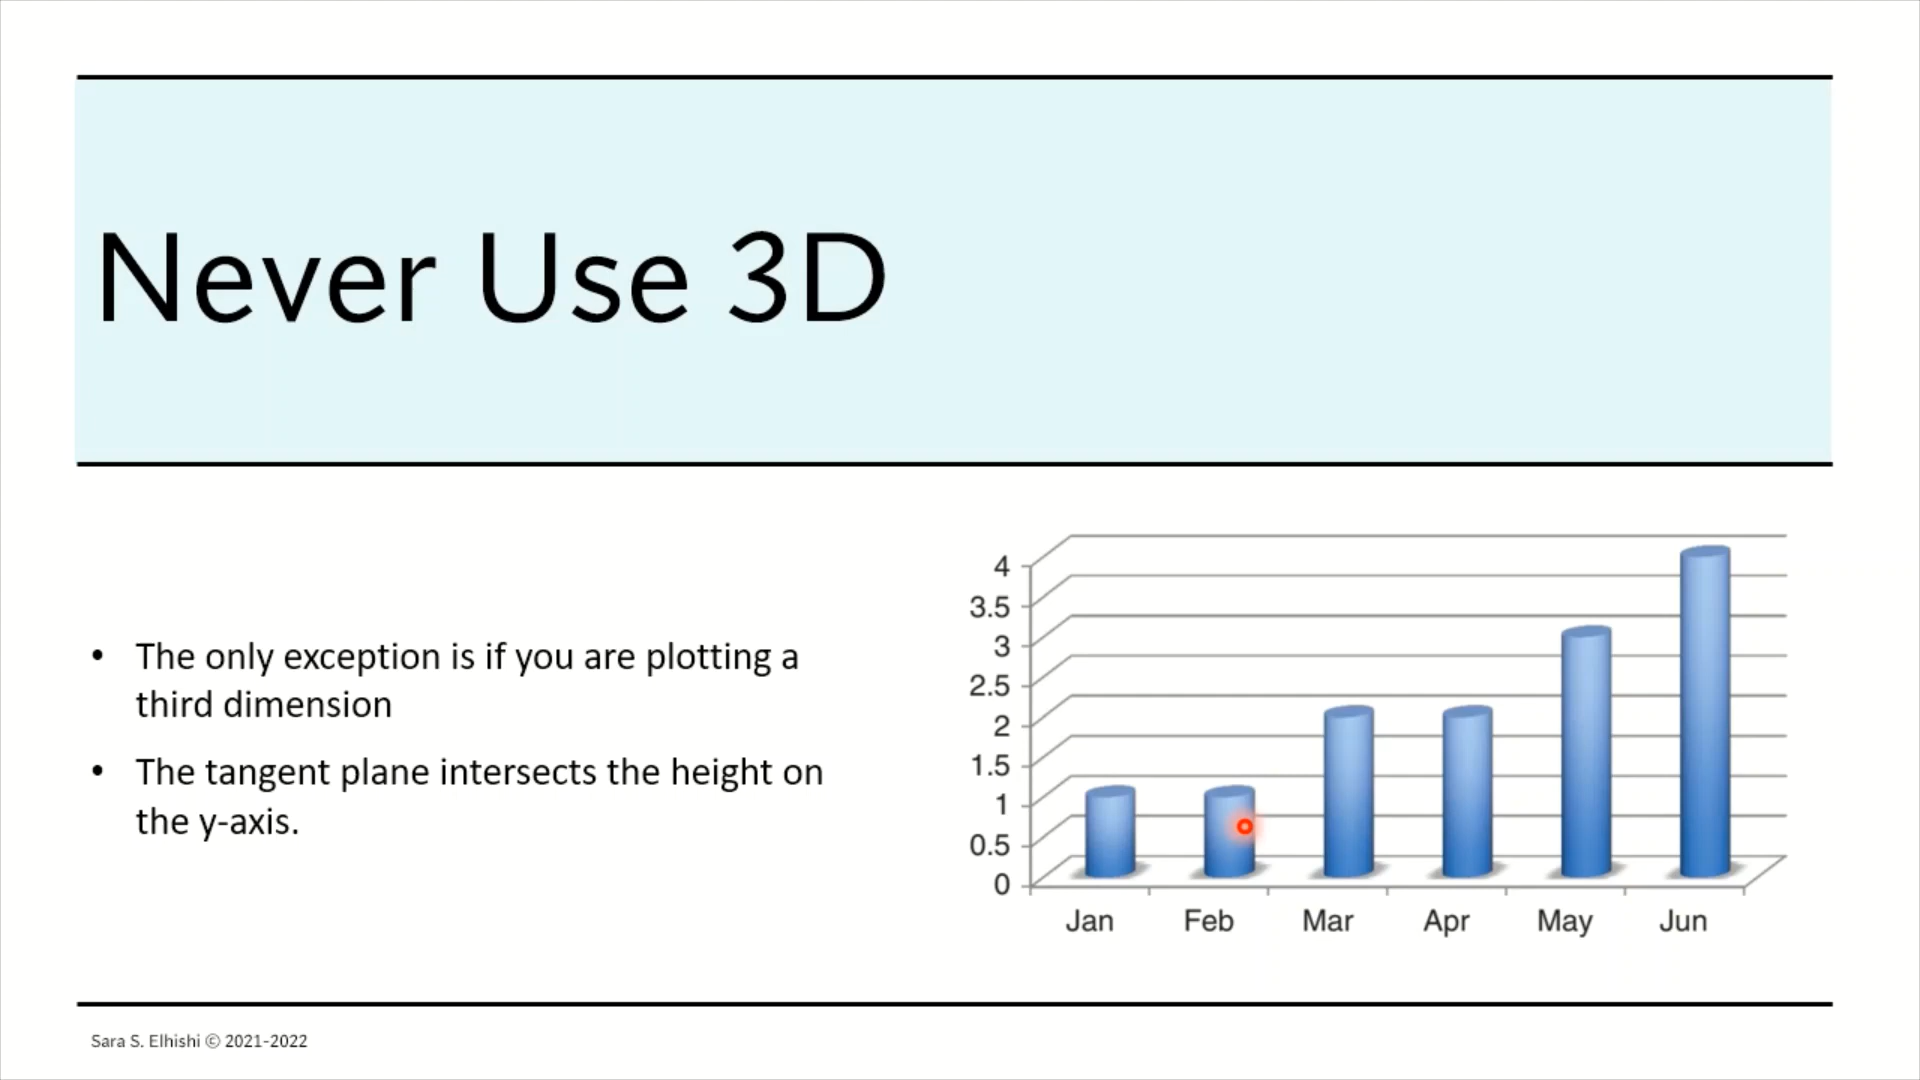 Never Use 3D
• The only exception is if you are plotting a
third dimension
• The tangent plane intersects the height on
the y-axis.
4
3.5
3
2.5
2
1.5
1
0.5
0
Jan Feb Mar Apr May Jun
Sara S. Elhishi © 2021-2022